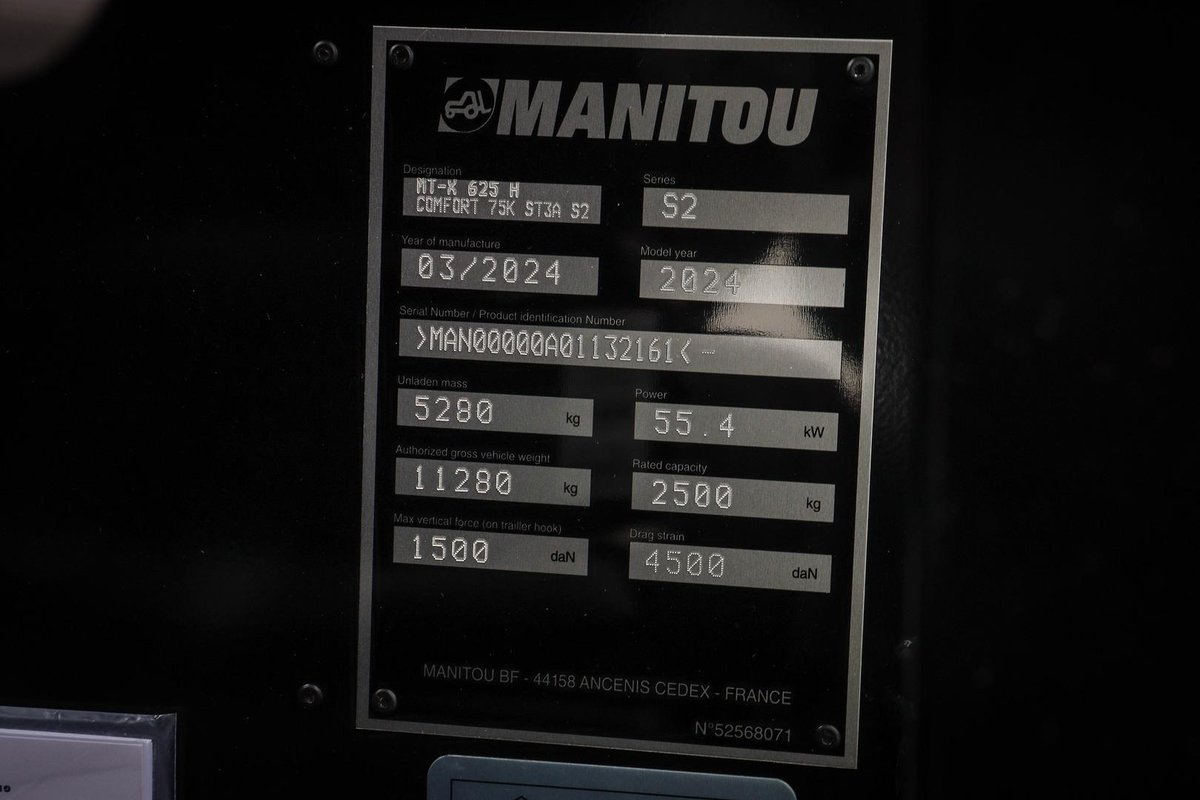 MANITOU
Designation
MT-X 625 H
COMFORT 75K ST3A S2
Series
S2
Year of manufacture
03/2024
Model year
2024
Serial Number / Product identification Number
>MAN00000A01132161< -
Unladen mass
5280 kg
Power
55.4 kW
Authorized gross vehicle weight
11280 kg
Rated capacity
2500 kg
Max vertical force (on trailler hook)
1500 daN
Drag strain
4500 daN
MANITOU BF - 44158 ANCENIS CEDEX - FRANCE
N°52568071